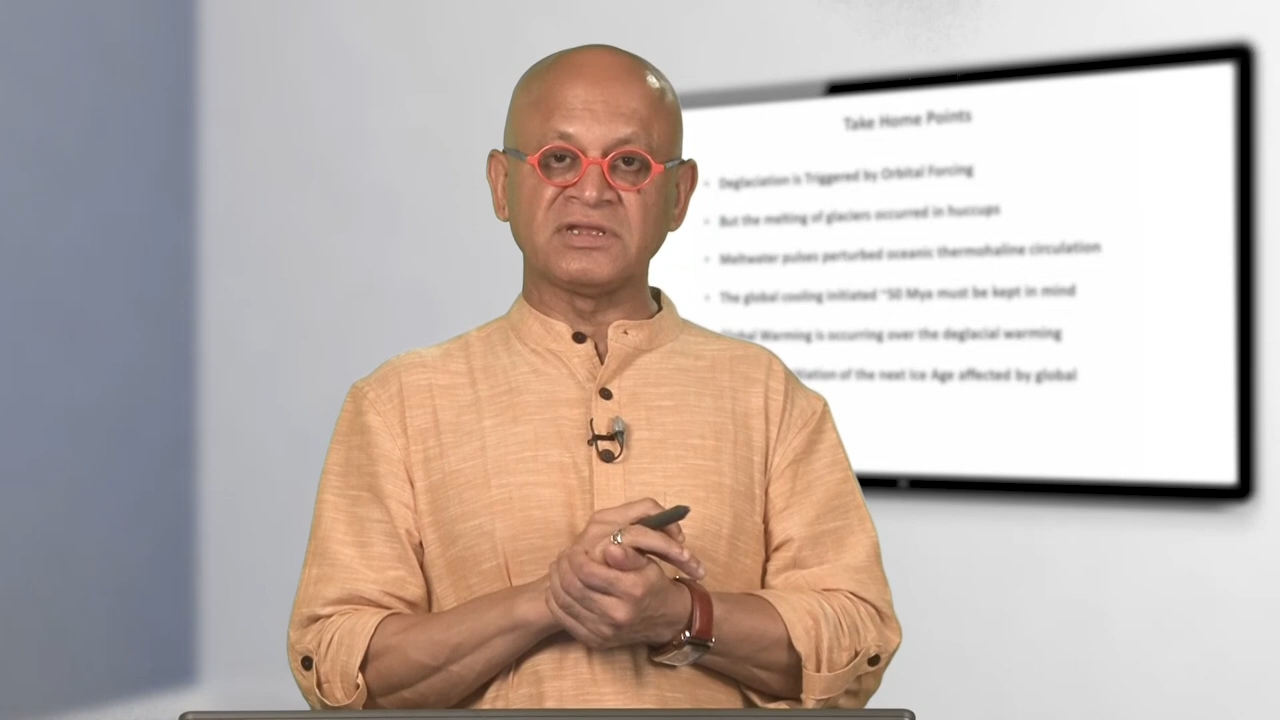 Take Home Points
• Deglaciation is Triggered by Orbital Forcing
• But the melting of glaciers occurred in huccups
• Meltwater pulses perturbed oceanic thermohaline circulation
• The global cooling initiated ~50 Mya must be kept in mind
Global Warming is occurring over the deglacial warming
of the next Ice Age affected by global